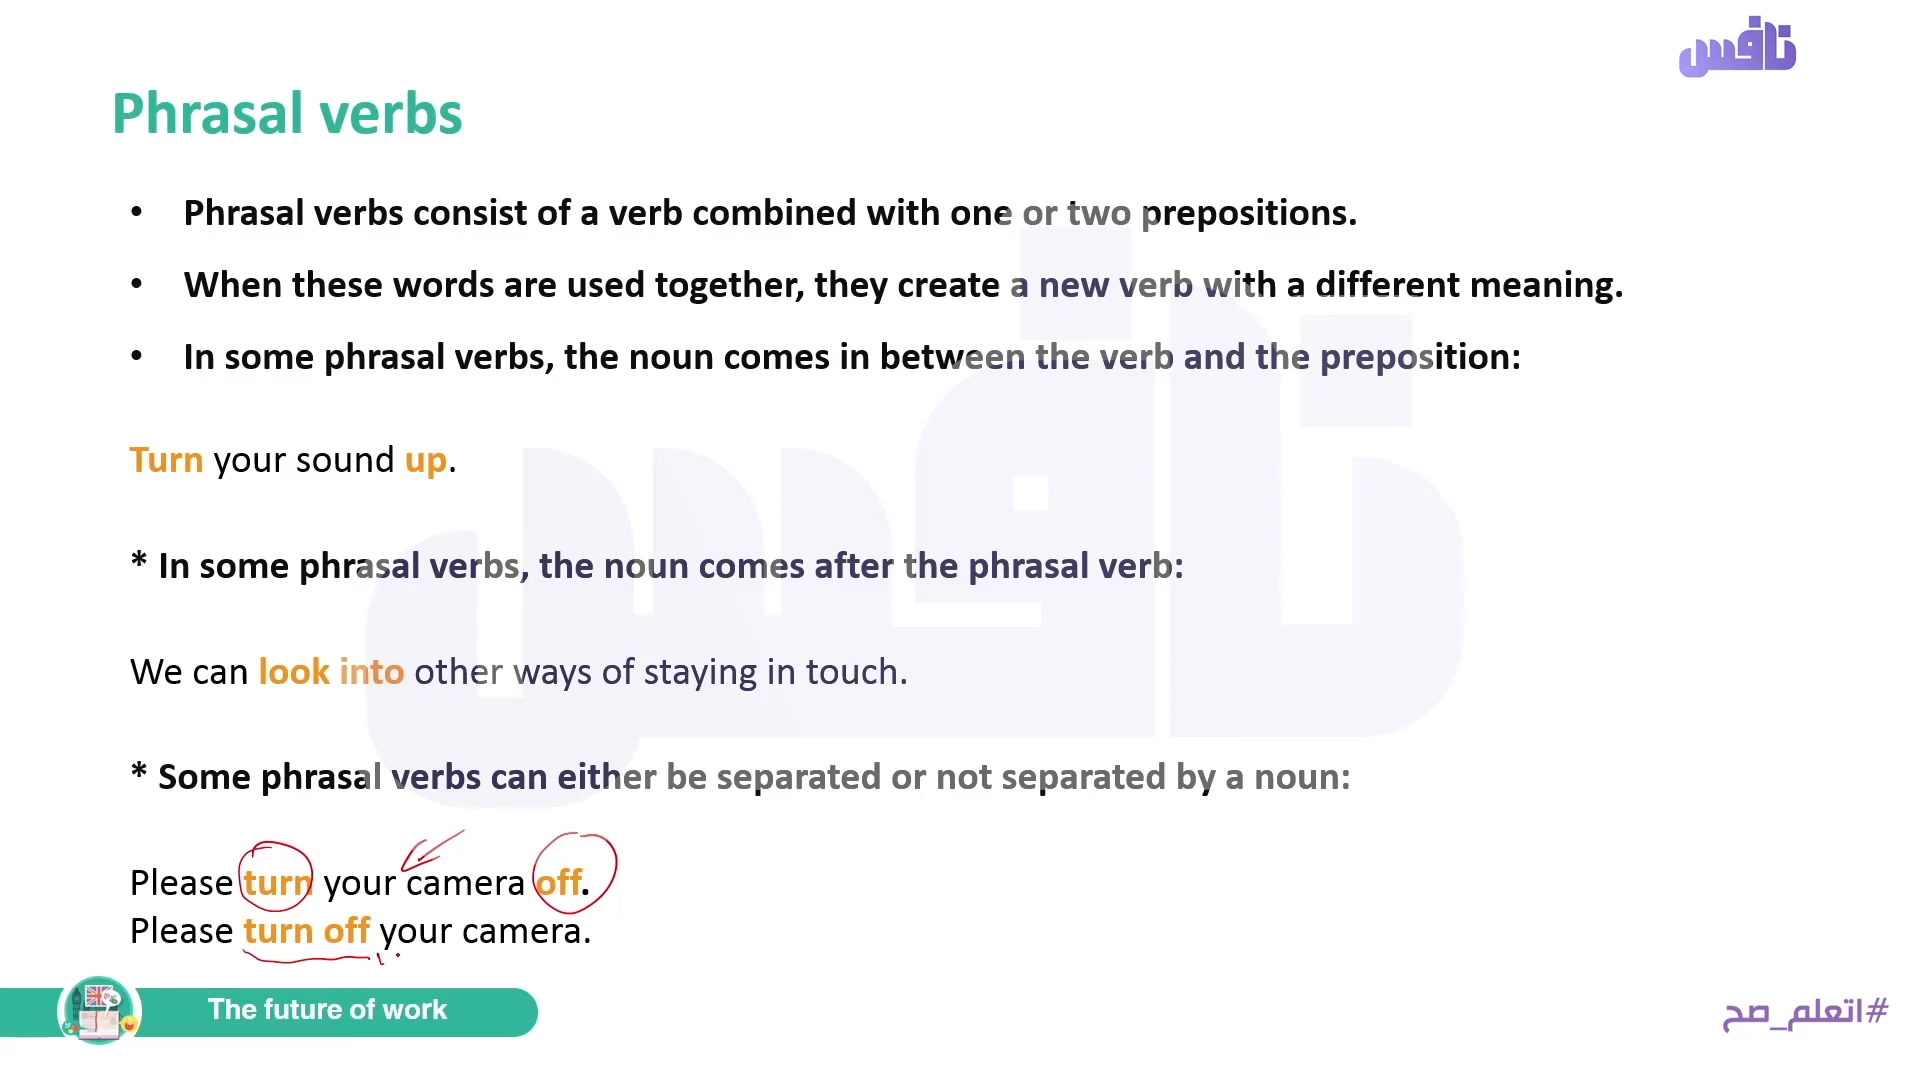 نافس
Phrasal verbs
• Phrasal verbs consist of a verb combined with one or two prepositions.
• When these words are used together, they create a new verb with a different meaning.
• In some phrasal verbs, the noun comes in between the verb and the preposition:
Turn your sound up.
* In some phrasal verbs, the noun comes after the phrasal verb:
We can look into other ways of staying in touch.
* Some phrasal verbs can either be separated or not separated by a noun:
Please turn your camera off.
Please turn off your camera.
The future of work
#اتعلم_صح